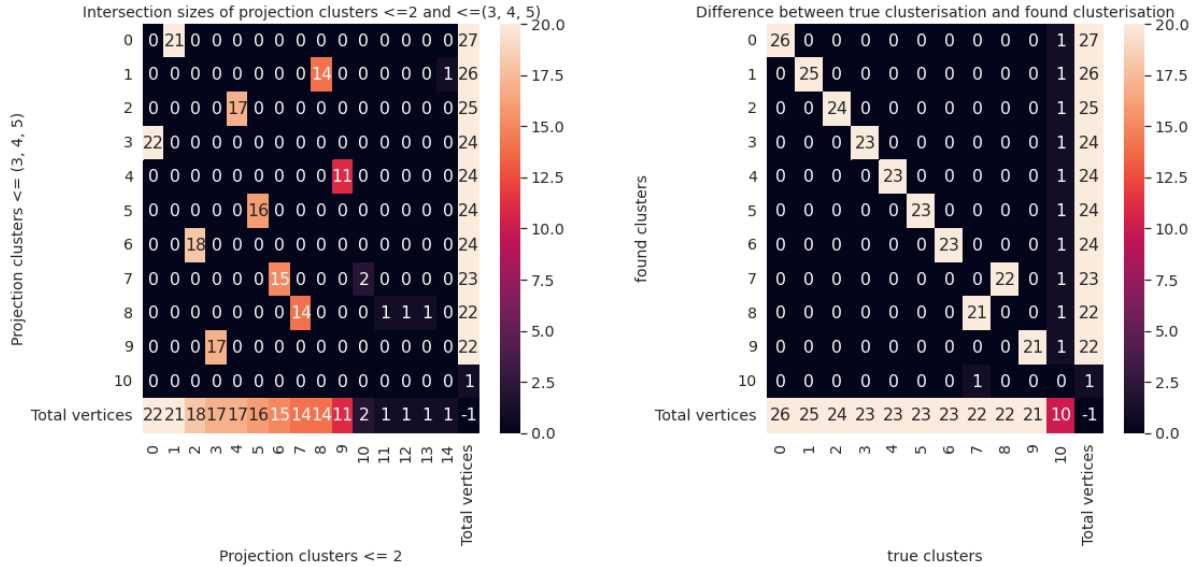 Intersection sizes of projection clusters <=2 and <=(3, 4, 5)
Projection clusters <= (3, 4, 5)
0 0 21 0 0 0 0 0 0 0 0 0 0 0 0 0 27
1 0 0 0 0 0 0 0 0 14 0 0 0 0 0 1 26
2 0 0 0 0 17 0 0 0 0 0 0 0 0 0 0 25
3 22 0 0 0 0 0 0 0 0 0 0 0 0 0 0 24
4 0 0 0 0 0 0 0 0 0 11 0 0 0 0 0 24
5 0 0 0 0 0 16 0 0 0 0 0 0 0 0 0 24
6 0 0 18 0 0 0 0 0 0 0 0 0 0 0 0 24
7 0 0 0 0 0 0 15 0 0 0 2 0 0 0 0 23
8 0 0 0 0 0 0 0 14 0 0 0 1 1 1 0 22
9 0 0 0 17 0 0 0 0 0 0 0 0 0 0 0 22
10 0 0 0 0 0 0 0 0 0 0 0 0 0 0 0 1
Total vertices 22 21 18 17 17 16 15 14 14 11 2 1 1 1 1 -1
0 1 2 3 4 5 6 7 8 9 10 11 12 13 14 Total vertices
Projection clusters <= 2
20.0
17.5
15.0
12.5
10.0
7.5
5.0
2.5
0.0
Difference between true clusterisation and found clusterisation
found clusters
0 26 0 0 0 0 0 0 0 0 0 1 27
1 0 25 0 0 0 0 0 0 0 0 1 26
2 0 0 24 0 0 0 0 0 0 0 1 25
3 0 0 0 23 0 0 0 0 0 0 1 24
4 0 0 0 0 23 0 0 0 0 0 1 24
5 0 0 0 0 0 23 0 0 0 0 1 24
6 0 0 0 0 0 0 23 0 0 0 1 24
7 0 0 0 0 0 0 0 0 22 0 1 23
8 0 0 0 0 0 0 0 21 0 0 1 22
9 0 0 0 0 0 0 0 0 0 21 1 22
10 0 0 0 0 0 0 0 1 0 0 0 1
Total vertices 26 25 24 23 23 23 23 22 22 21 10 -1
0 1 2 3 4 5 6 7 8 9 10 Total vertices
true clusters
20.0
17.5
15.0
12.5
10.0
7.5
5.0
2.5
0.0